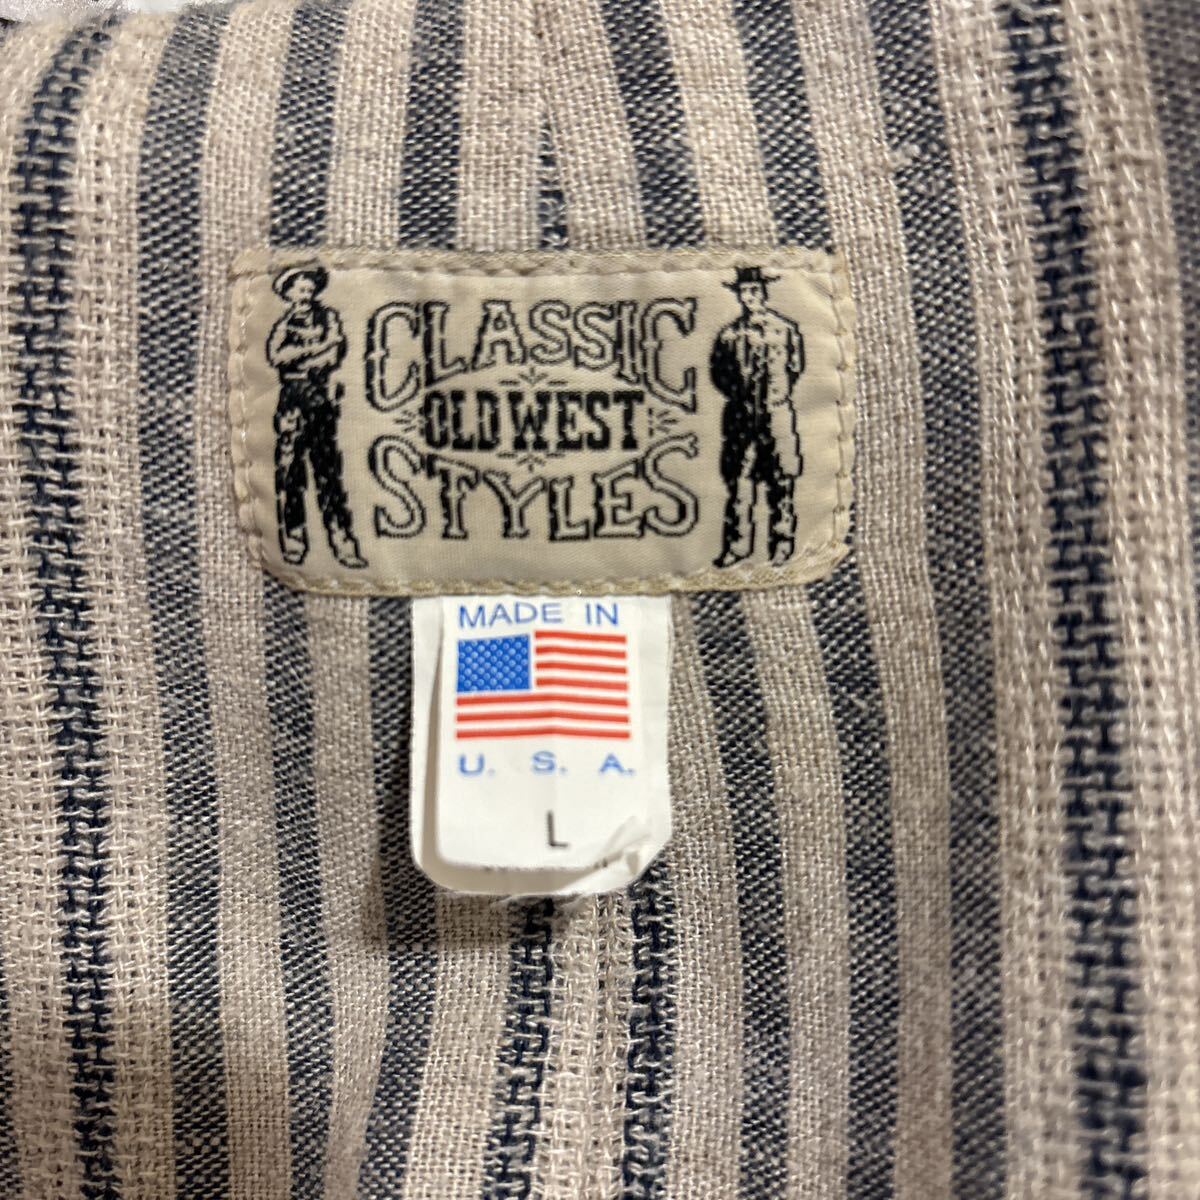 CLASSIC
OLD WEST
STYLES
MADE IN
U. S. A.
L